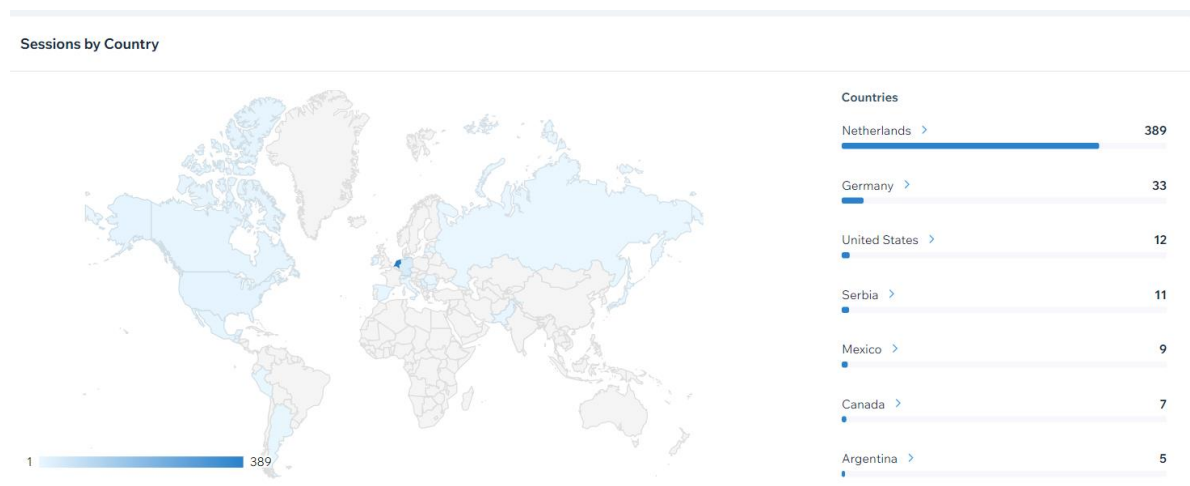 Sessions by Country
Countries
Netherlands 389
Germany 33
United States 12
Serbia 11
Mexico 9
Canada 7
Argentina 5
1 389